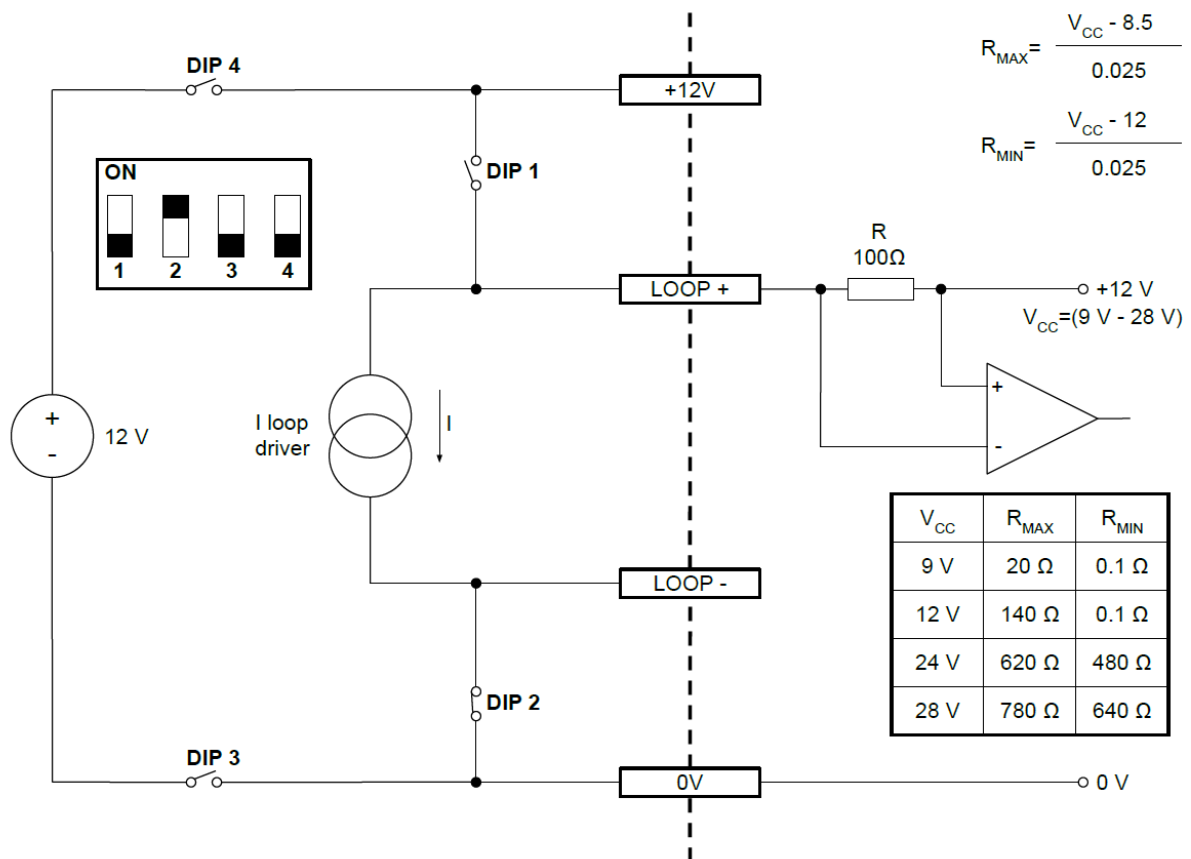 DIP 4
+12V
R_MAX = (V_CC - 8.5) / 0.025
R_MIN = (V_CC - 12) / 0.025
ON
1 2 3 4
DIP 1
R
100Ω
LOOP +
+12 V
V_CC=(9 V - 28 V)
+
-
12 V
I loop
driver
I
+
-
LOOP -
V_CC R_MAX R_MIN
9 V 20 Ω 0.1 Ω
12 V 140 Ω 0.1 Ω
24 V 620 Ω 480 Ω
28 V 780 Ω 640 Ω
DIP 2
DIP 3
0V
0 V